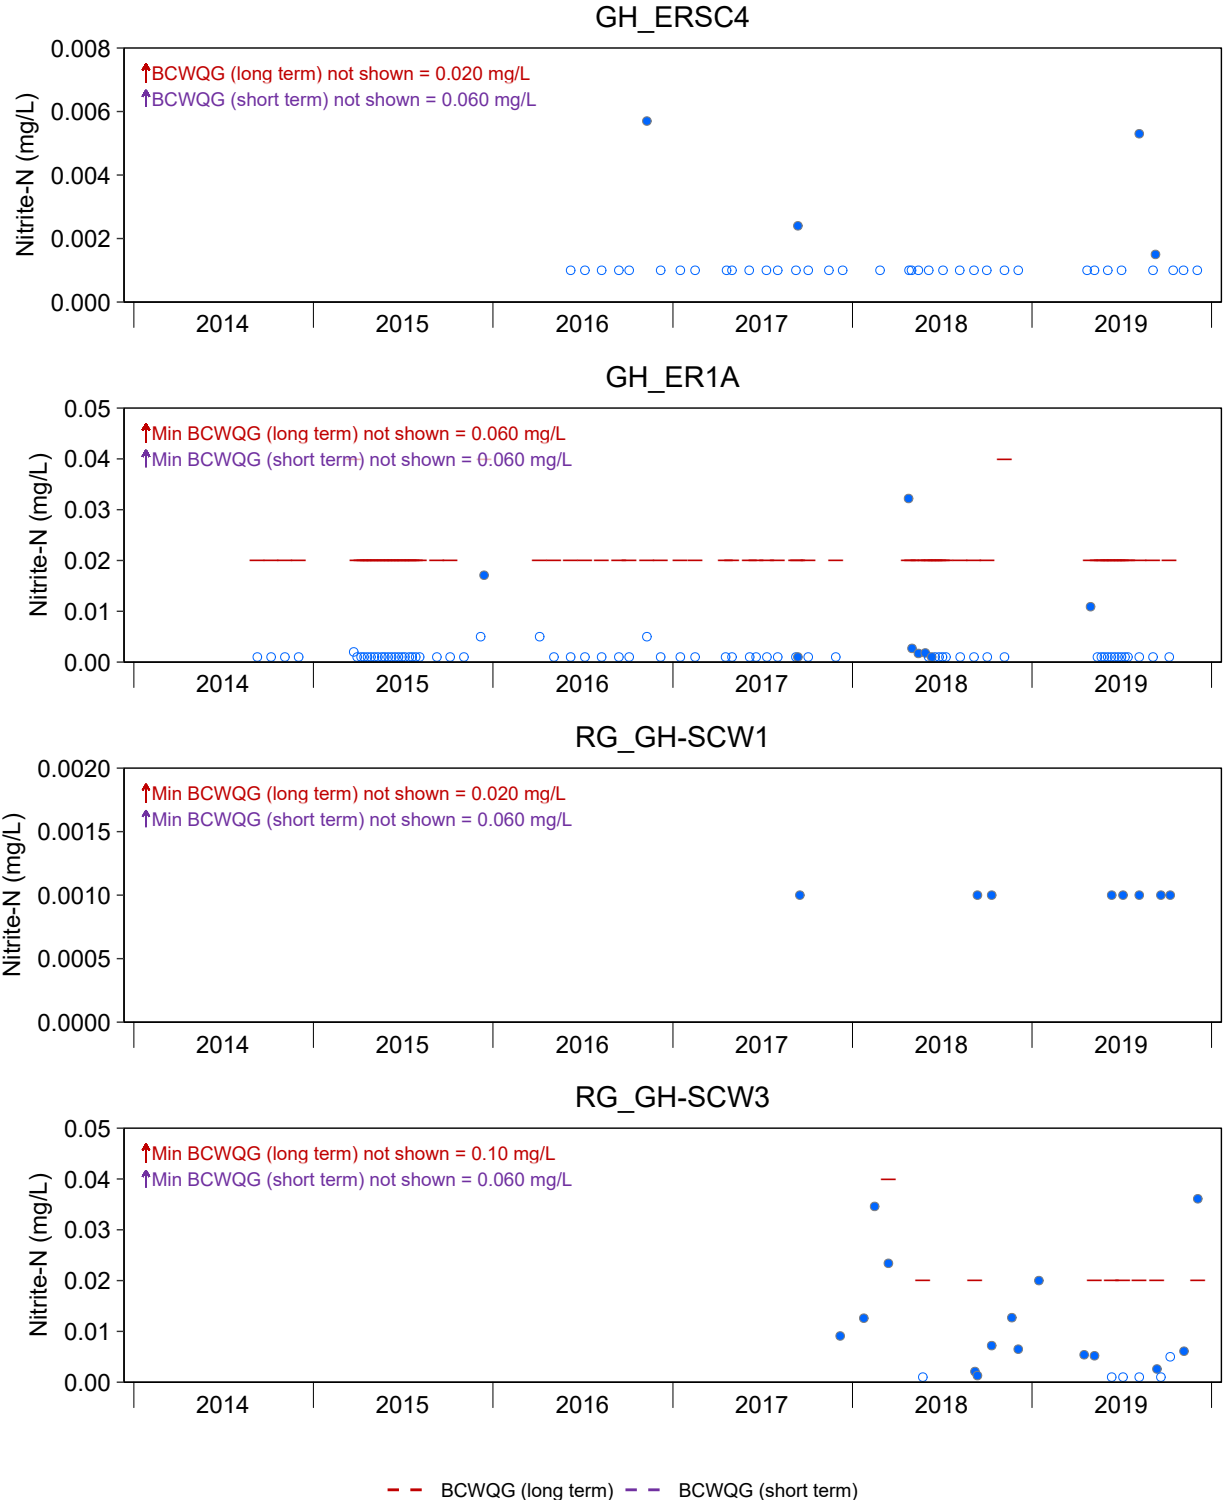 GH_ERSC4
Nitrite-N (mg/L)
0.008
0.006
0.004
0.002
0.000
↑BCWQG (long term) not shown = 0.020 mg/L
↑BCWQG (short term) not shown = 0.060 mg/L
2014 2015 2016 2017 2018 2019
GH_ER1A
Nitrite-N (mg/L)
0.05
0.04
0.03
0.02
0.01
0.00
↑Min BCWQG (long term) not shown = 0.060 mg/L
↑Min BCWQG (short term) not shown = 0.060 mg/L
2014 2015 2016 2017 2018 2019
RG_GH-SCW1
Nitrite-N (mg/L)
0.0020
0.0015
0.0010
0.0005
0.0000
↑Min BCWQG (long term) not shown = 0.020 mg/L
↑Min BCWQG (short term) not shown = 0.060 mg/L
2014 2015 2016 2017 2018 2019
RG_GH-SCW3
Nitrite-N (mg/L)
0.05
0.04
0.03
0.02
0.01
0.00
↑Min BCWQG (long term) not shown = 0.10 mg/L
↑Min BCWQG (short term) not shown = 0.060 mg/L
2014 2015 2016 2017 2018 2019
BCWQG (long term) BCWQG (short term)